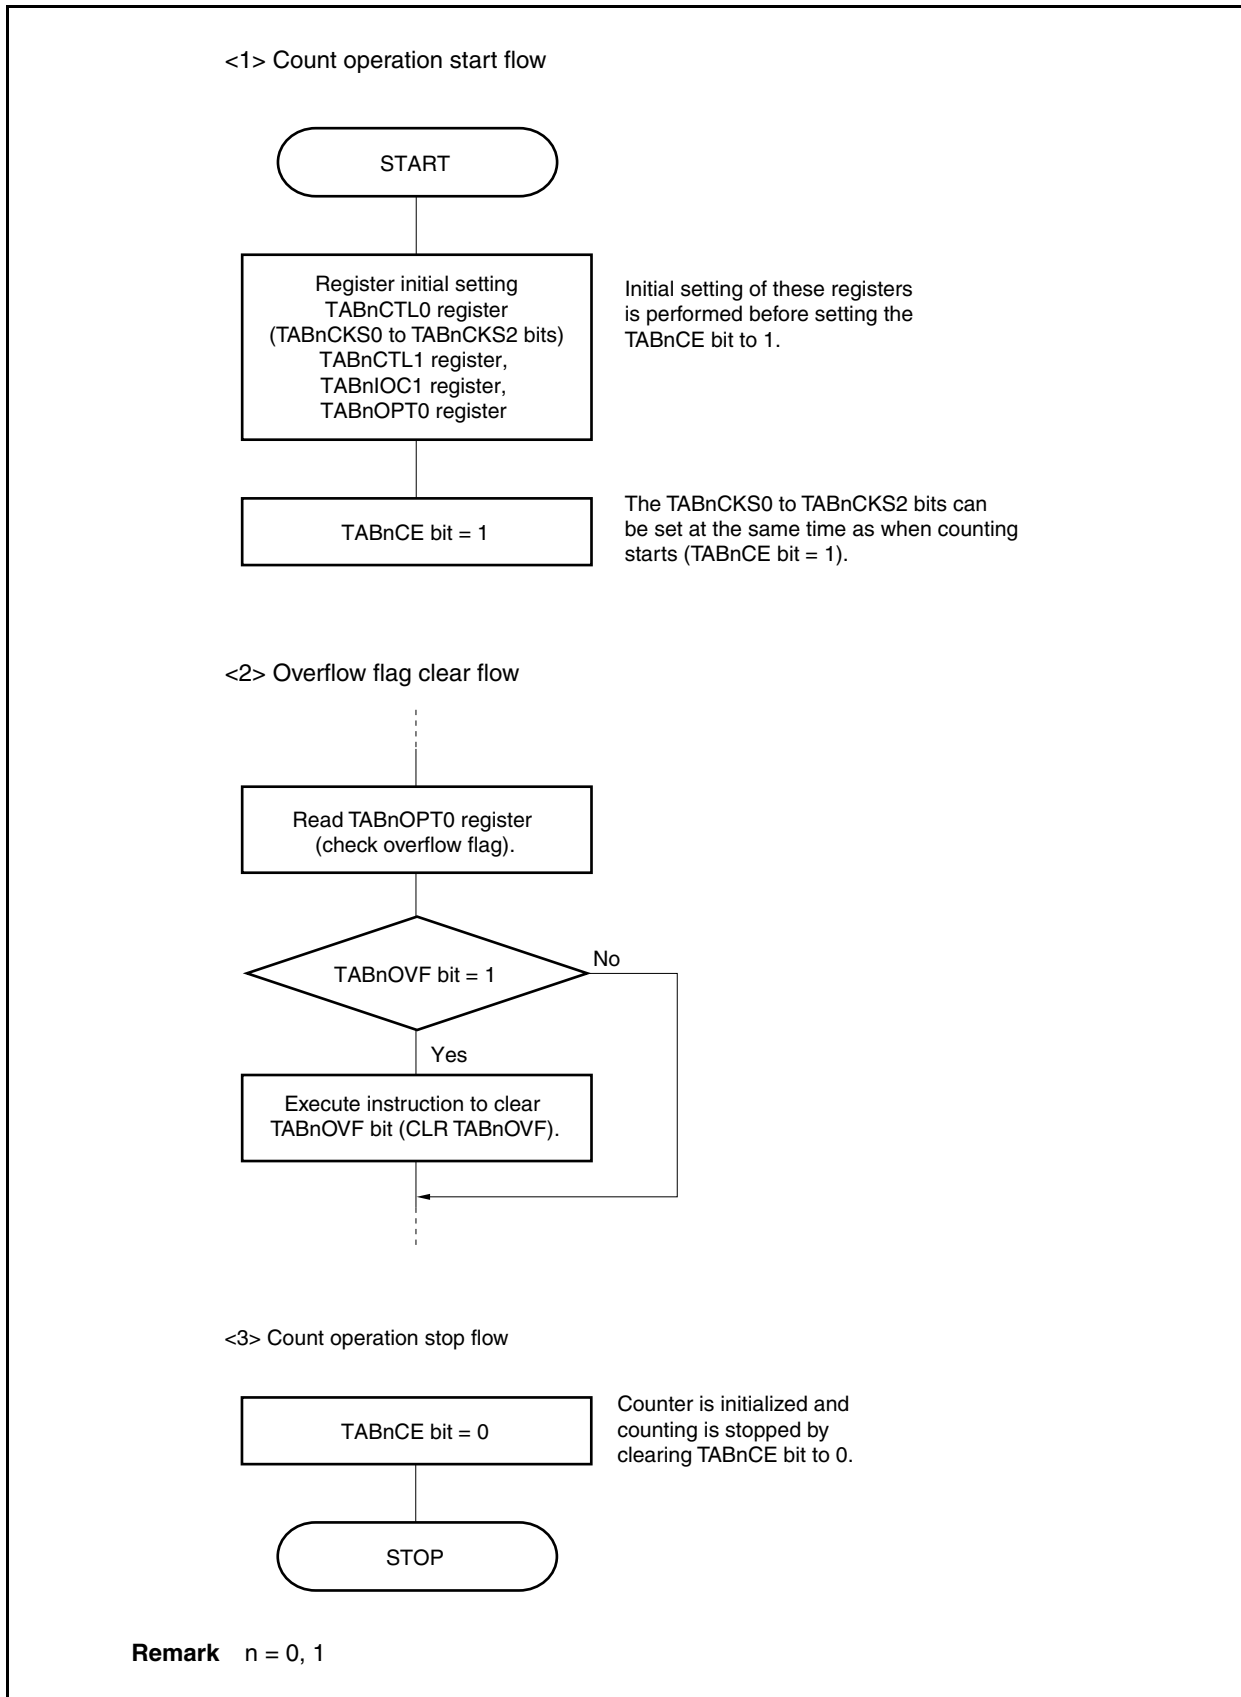 <1> Count operation start flow
START
Register initial setting
TABnCTL0 register
(TABnCKS0 to TABnCKS2 bits)
TABnCTL1 register,
TABnIOC1 register,
TABnOPT0 register
Initial setting of these registers
is performed before setting the
TABnCE bit to 1.
TABnCE bit = 1
The TABnCKS0 to TABnCKS2 bits can
be set at the same time as when counting
starts (TABnCE bit = 1).
<2> Overflow flag clear flow
Read TABnOPT0 register
(check overflow flag).
TABnOVF bit = 1
No
Yes
Execute instruction to clear
TABnOVF bit (CLR TABnOVF).
<3> Count operation stop flow
TABnCE bit = 0
Counter is initialized and
counting is stopped by
clearing TABnCE bit to 0.
STOP
Remark n = 0, 1